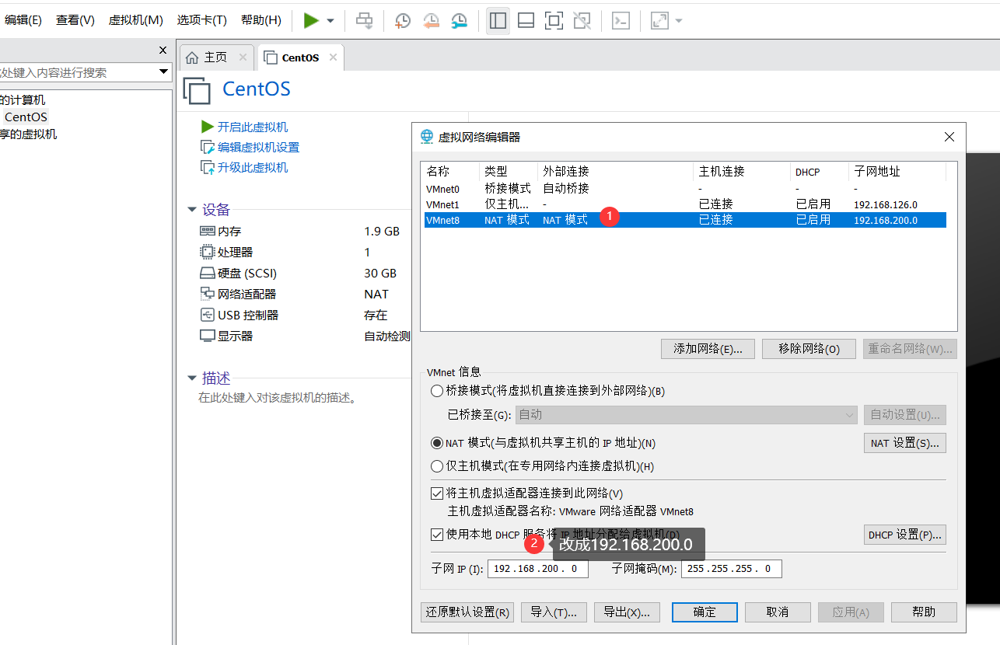 编辑(E) 查看(V) 虚拟机(M) 选项卡(T) 帮助(H)
主页 CentOS
处键入内容进行搜索
的计算机
CentOS
享的虚拟机
CentOS
开启此虚拟机
编辑虚拟机设置
升级此虚拟机
设备
内存 1.9 GB
处理器 1
硬盘 (SCSI) 30 GB
网络适配器 NAT
USB 控制器 存在
显示器 自动检测
描述
在此处键入对该虚拟机的描述。
虚拟网络编辑器
名称 类型 外部连接 主机连接 DHCP 子网地址
VMnet0 桥接模式 自动桥接 - - -
VMnet1 仅主机... - 已连接 已启用 192.168.126.0
VMnet8 NAT 模式 NAT 模式 1 已连接 已启用 192.168.200.0
添加网络(E)... 移除网络(O) 重命名网络(W)...
VMnet 信息
桥接模式(将虚拟机直接连接到外部网络)(B)
已桥接至(G): 自动 自动设置(U)...
NAT 模式(与虚拟机共享主机的 IP 地址)(N) NAT 设置(S)...
仅主机模式(在专用网络内连接虚拟机)(H)
将主机虚拟适配器连接到此网络(V)
主机虚拟适配器名称: VMware 网络适配器 VMnet8
使用本地 DHCP 服务将 IP 地址分配给虚拟机(D) DHCP 设置(P)...
2 改成192.168.200.0
子网 IP (I): 192 . 168 . 200 . 0 子网掩码(M): 255 . 255 . 255 . 0
还原默认设置(R) 导入(T)... 导出(X)... 确定 取消 应用(A) 帮助